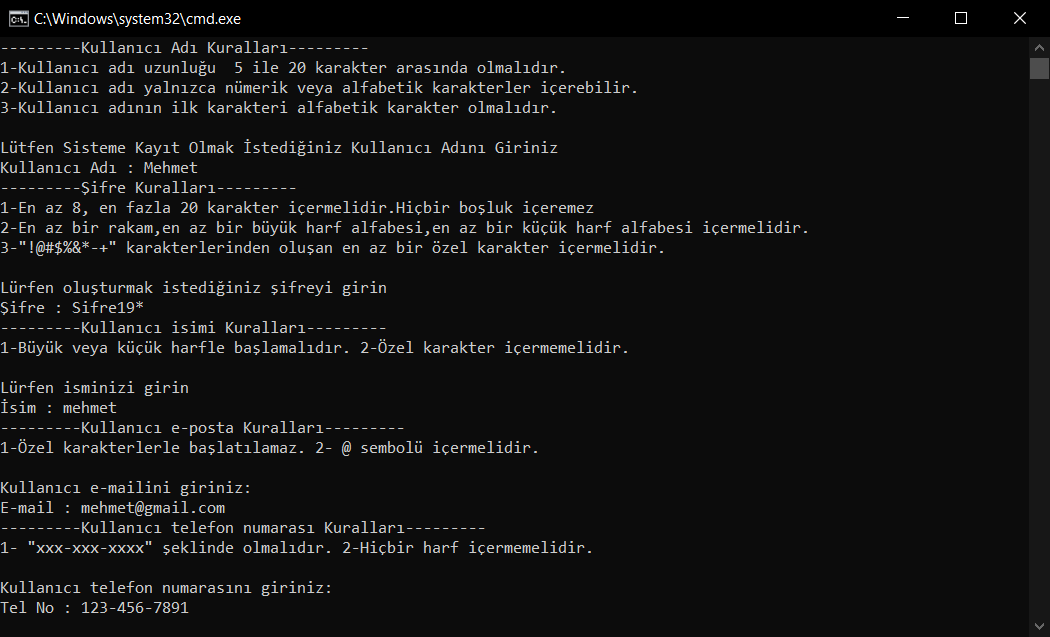 C:\Windows\system32\cmd.exe
---------Kullanıcı Adı Kuralları---------
1-Kullanıcı adı uzunluğu  5 ile 20 karakter arasında olmalıdır.
2-Kullanıcı adı yalnızca nümerik veya alfabetik karakterler içerebilir.
3-Kullanıcı adının ilk karakteri alfabetik karakter olmalıdır.
Lütfen Sisteme Kayıt Olmak İstediğiniz Kullanıcı Adını Giriniz
Kullanıcı Adı : Mehmet
---------Şifre Kuralları---------
1-En az 8, en fazla 20 karakter içermelidir.Hiçbir boşluk içeremez
2-En az bir rakam,en az bir büyük harf alfabesi,en az bir küçük harf alfabesi içermelidir.
3-"!@#$%&*-+" karakterlerinden oluşan en az bir özel karakter içermelidir.
Lürfen oluşturmak istediğiniz şifreyi girin
Şifre : Sifre19*
---------Kullanıcı isimi Kuralları---------
1-Büyük veya küçük harfle başlamalıdır. 2-Özel karakter içermemelidir.
Lürfen isminizi girin
İsim : mehmet
---------Kullanıcı e-posta Kuralları---------
1-Özel karakterlerle başlatılamaz. 2- @ sembolü içermelidir.
Kullanıcı e-mailini giriniz:
E-mail : mehmet@gmail.com
---------Kullanıcı telefon numarası Kuralları---------
1- "xxx-xxx-xxxx" şeklinde olmalıdır. 2-Hiçbir harf içermemelidir.
Kullanıcı telefon numarasını giriniz:
Tel No : 123-456-7891